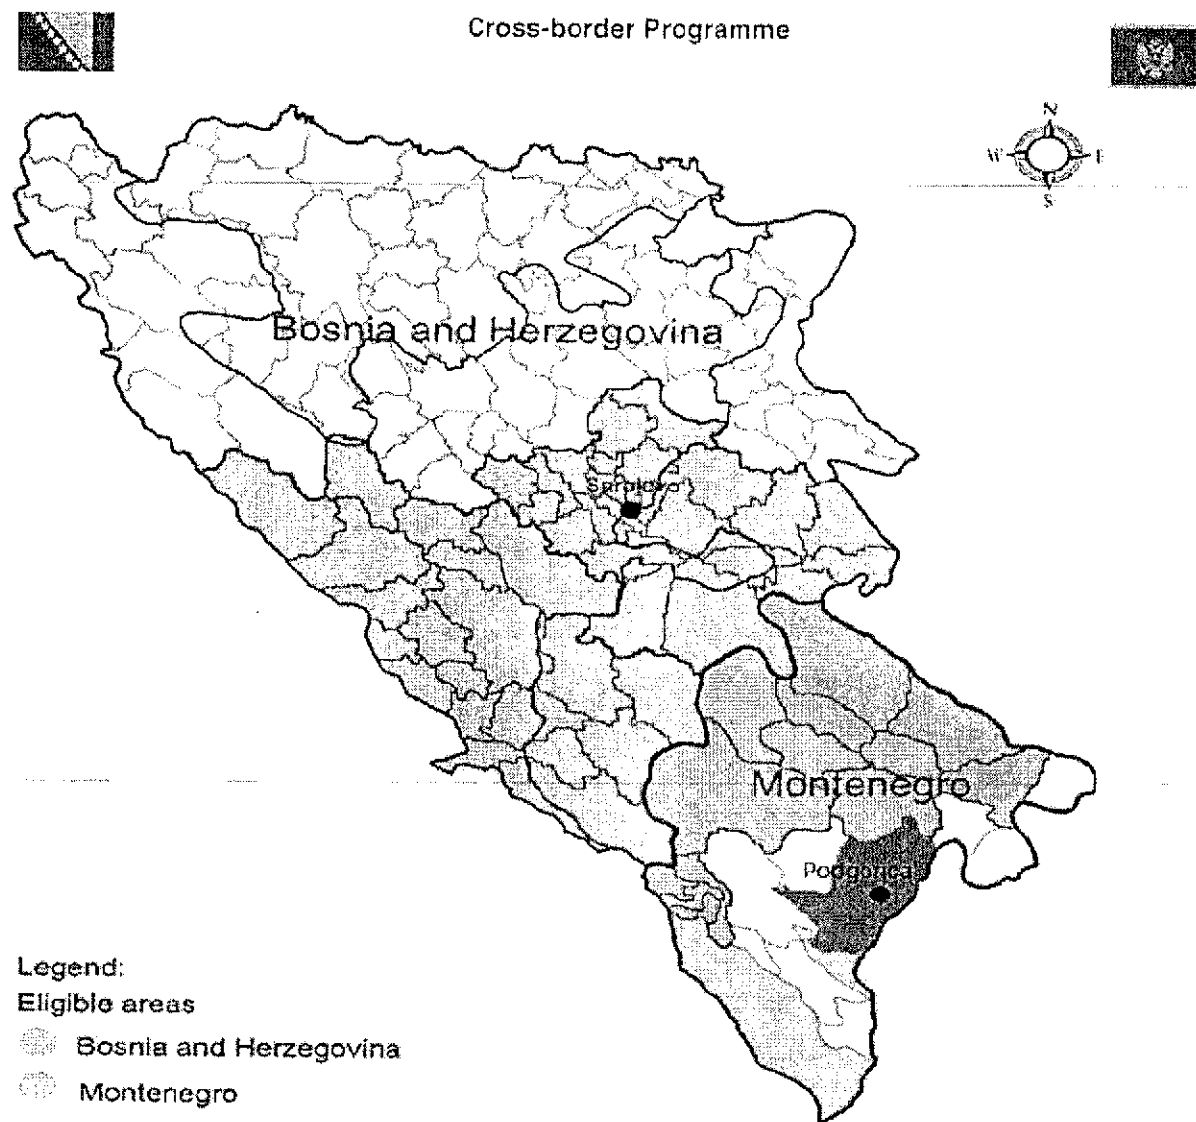 Cross-border Programme
N
W
E
S
Bosnia and Herzegovina
Sarajevo
Montenegro
Podgorica
Legend:
Eligible areas
Bosnia and Herzegovina
Montenegro